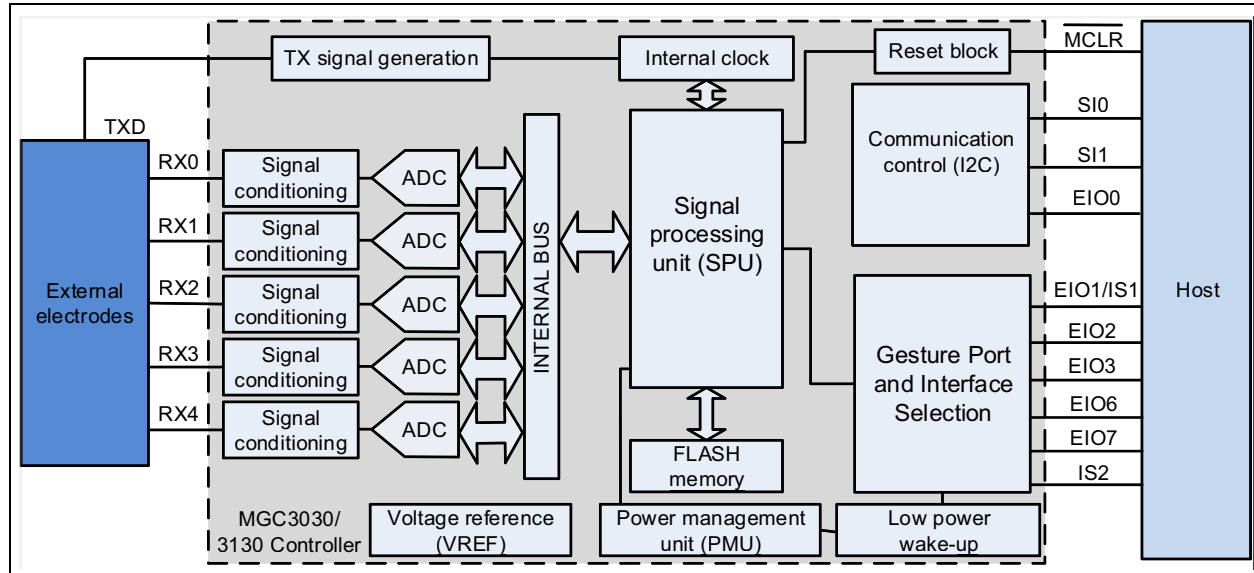 MCLR
TX signal generation
Internal clock
Reset block
TXD
SI0
RX0
Signal
conditioning
ADC
Communication
control (I2C)
SI1
RX1
Signal
conditioning
ADC
EIO0
External
electrodes
RX2
Signal
conditioning
ADC
INTERNAL BUS
Signal
processing
unit (SPU)
EIO1/IS1
Host
EIO2
RX3
Signal
conditioning
ADC
Gesture Port
and Interface
Selection
EIO3
EIO6
RX4
Signal
conditioning
ADC
EIO7
FLASH
memory
IS2
MGC3030/
3130 Controller
Voltage reference
(VREF)
Power management
unit (PMU)
Low power
wake-up